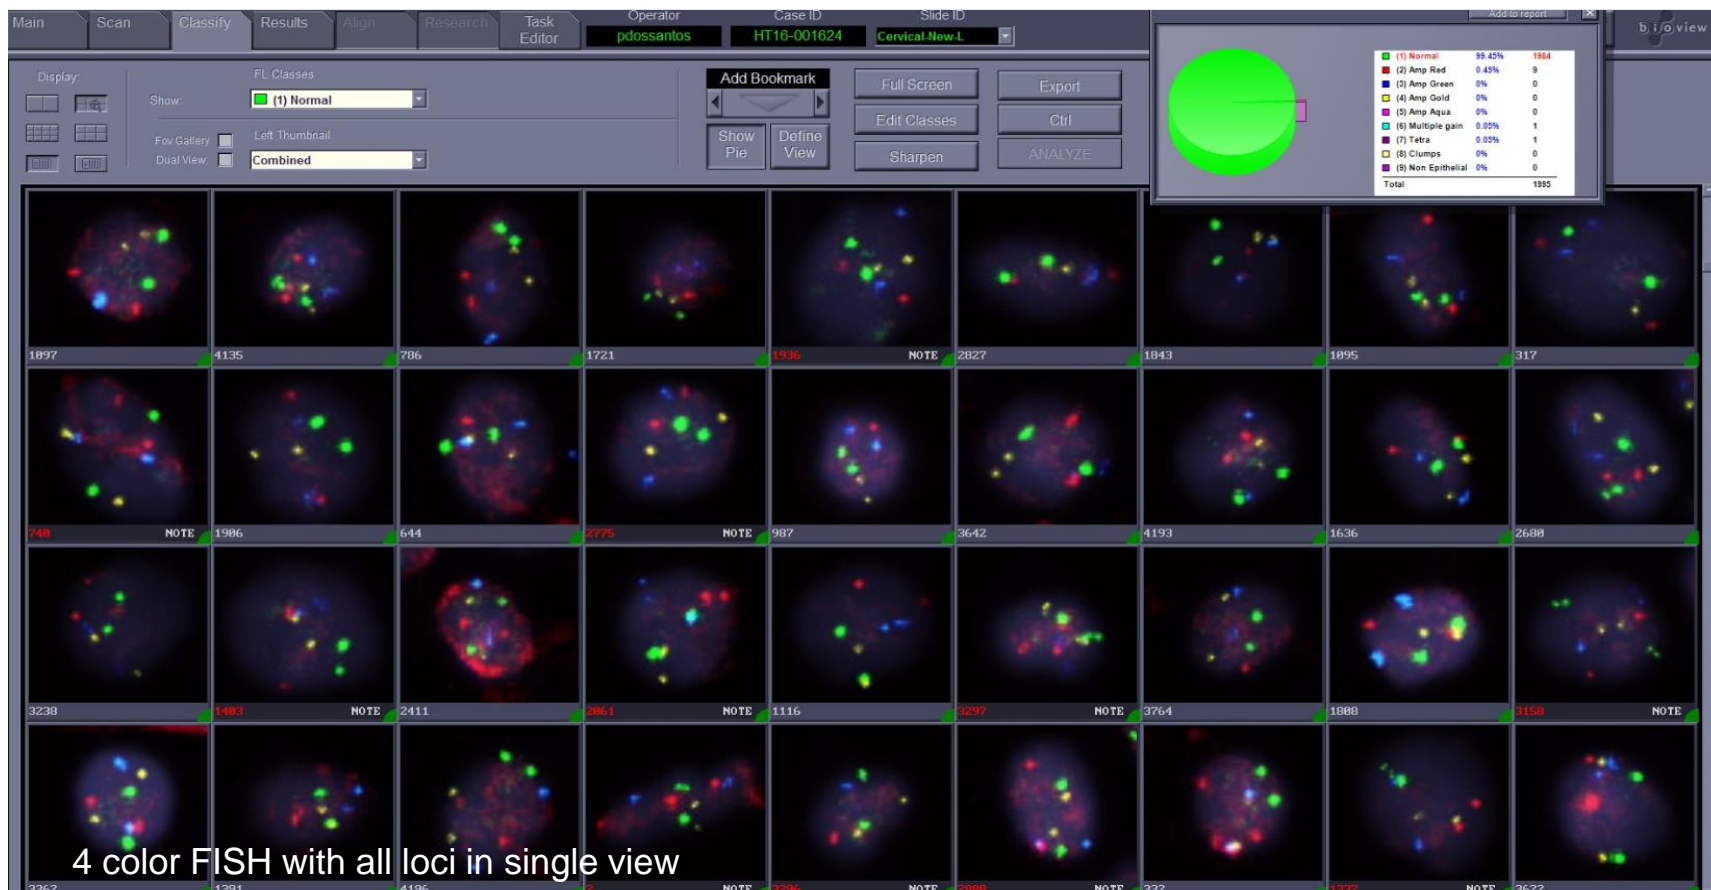 Main Scan Classify Results Align Research Task Editor
Operator Case ID Slide ID
pdossantos HT16-001624 Cervical-New-L
Add to report
bioview
Display:
FL Classes
Show: (1) Normal
Fov Gallery
Left Thumbnail
Dual View: Combined
Add Bookmark
Show Pie
Define View
Full Screen Export
Edit Classes Ctrl
Sharpen ANALYZE
(1) Normal 99.45% 1984
(2) Amp Red 0.45% 9
(3) Amp Green 0% 0
(4) Amp Gold 0% 0
(5) Amp Aqua 0% 0
(6) Multiple gain 0.05% 1
(7) Tetra 0.05% 1
(8) Clumps 0% 0
(9) Non Epithelial 0% 0
Total 1995
1097 4135 786 1721 1936 NOTE 2827 1843 1095 317
740 NOTE 1906 644 2775 NOTE 987 3642 4193 1636 2680
3238 1403 NOTE 2411 2061 NOTE 1116 3297 NOTE 3764 1808 3158 NOTE
4 color FISH with all loci in single view
NOTE NOTE NOTE NOTE